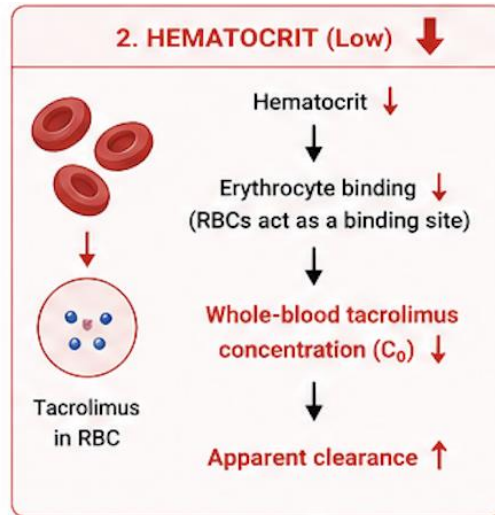 2. HEMATOCRIT (Low)
Hematocrit ↓
Erythrocyte binding ↓
(RBCs act as a binding site)
Whole-blood tacrolimus
concentration (C₀) ↓
Apparent clearance ↑
Tacrolimus
in RBC